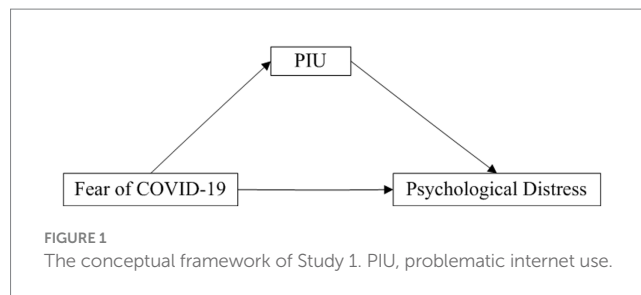 PIU
Fear of COVID-19
Psychological Distress
FIGURE 1
The conceptual framework of Study 1. PIU, problematic internet use.